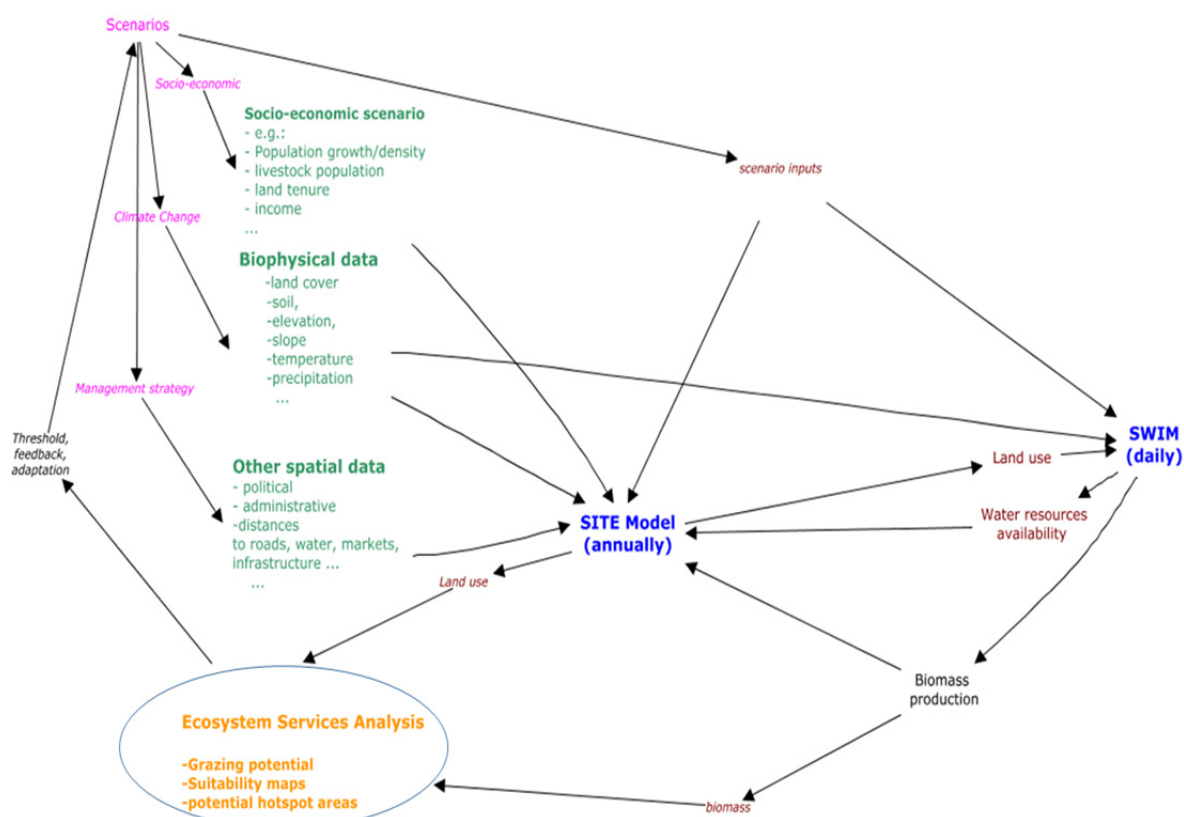 Scenarios
Socio-economic
Socio-economic scenario
- e.g.:
- Population growth/density
- livestock population
- land tenure
- income
...
scenario inputs
Climate Change
Biophysical data
-land cover
-soil,
-elevation,
-slope
-temperature
-precipitation
...
Management strategy
Threshold,
feedback,
adaptation
Other spatial data
- political
- administrative
-distances
to roads, water, markets,
infrastructure ...
...
SITE Model
(annually)
Land use
SWIM
(daily)
Water resources
availability
Land use
Biomass
production
Ecosystem Services Analysis
-Grazing potential
-Suitability maps
-potential hotspot areas
biomass